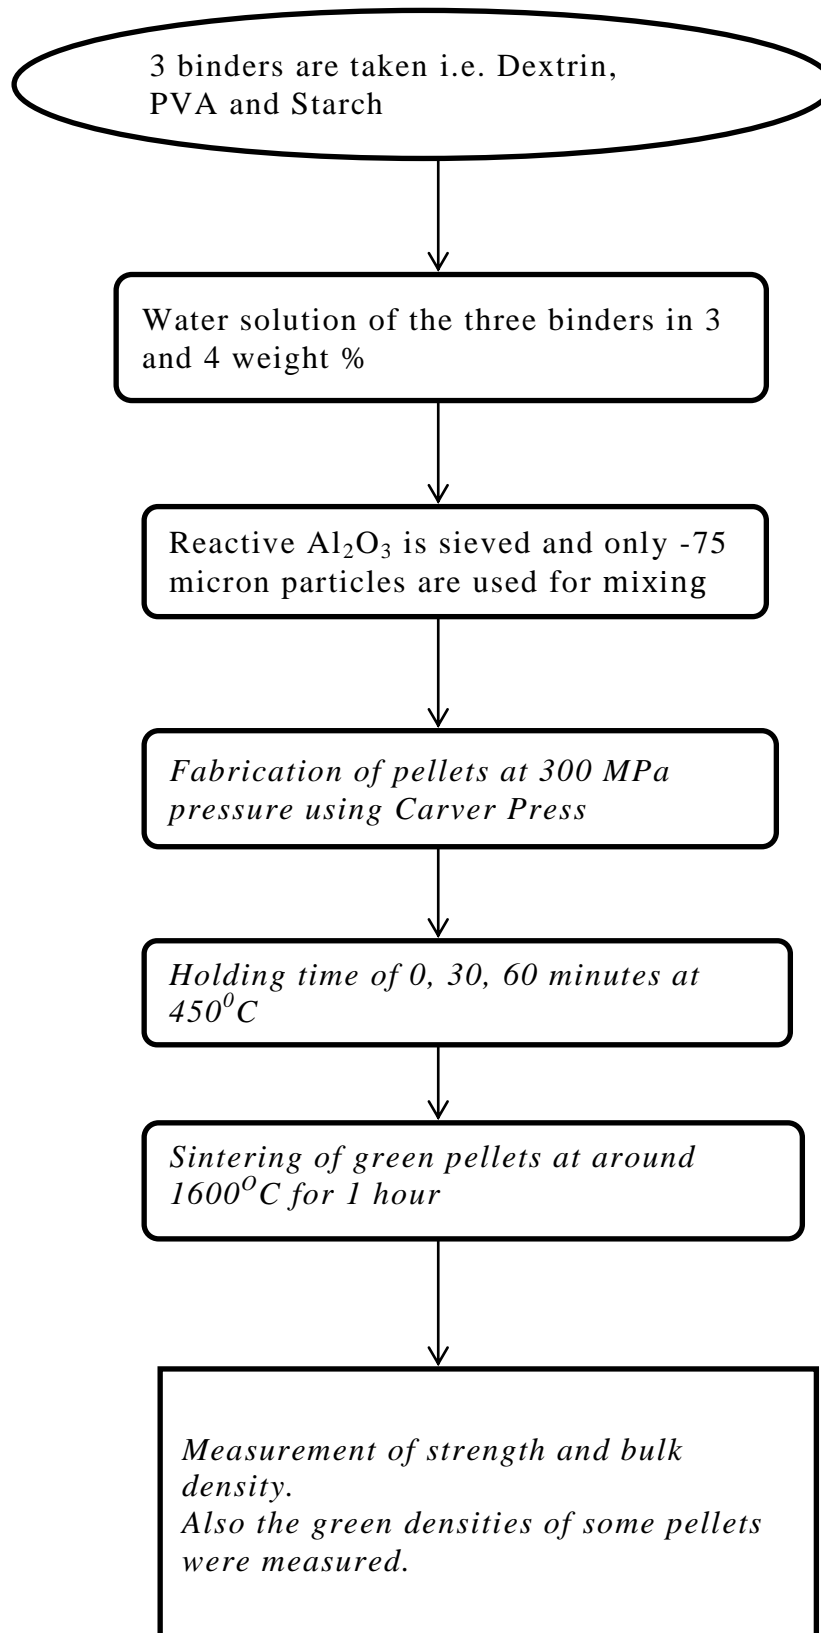 3 binders are taken i.e. Dextrin,
PVA and Starch
Water solution of the three binders in 3
and 4 weight %
Reactive Al₂O₃ is sieved and only -75
micron particles are used for mixing
Fabrication of pellets at 300 MPa
pressure using Carver Press
Holding time of 0, 30, 60 minutes at
450⁰C
Sintering of green pellets at around
1600ᴼC for 1 hour
Measurement of strength and bulk
density.
Also the green densities of some pellets
were measured.